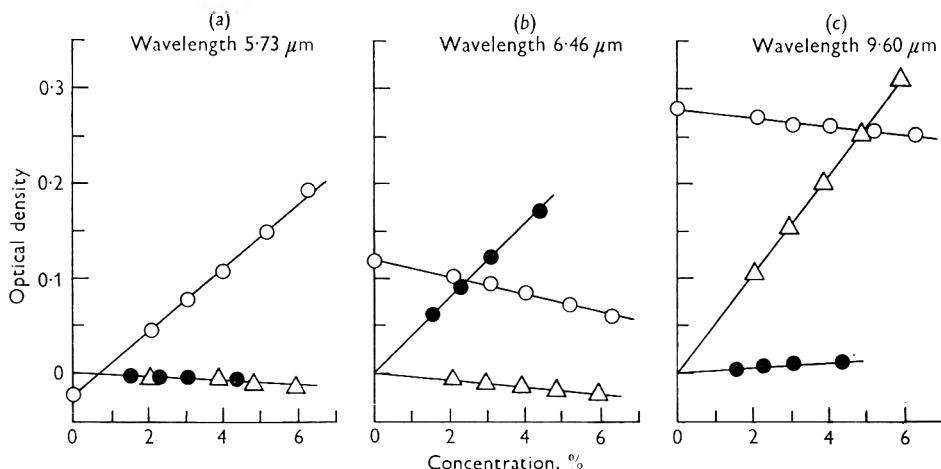 (a)
Wavelength 5·73 μm
(b)
Wavelength 6·46 μm
(c)
Wavelength 9·60 μm
Optical density
0·3
0·2
0·1
0
0 2 4 6
0 2 4 6
0 2 4 6
Concentration, %